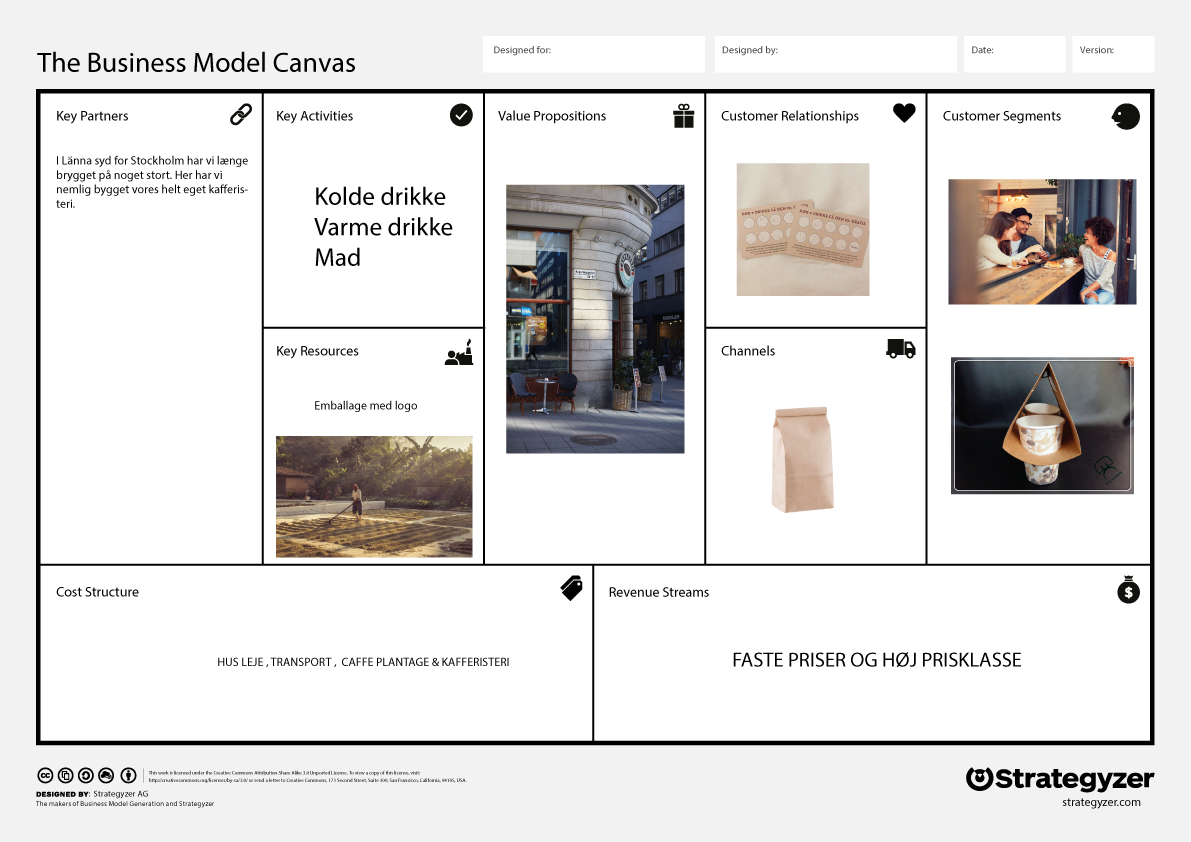 The Business Model Canvas
Designed for:
Designed by:
Date:
Version:
Key Partners
I Länna syd for Stockholm har vi længe
brygget på noget stort. Her har vi
nemlig bygget vores helt eget kafferis-
teri.
Key Activities
Kolde drikke
Varme drikke
Mad
Key Resources
Emballage med logo
Value Propositions
Customer Relationships
Channels
Customer Segments
Cost Structure
HUS LEJE , TRANSPORT , CAFFE PLANTAGE & KAFFERISTERI
Revenue Streams
$
FASTE PRISER OG HØJ PRISKLASSE
cc
This work is licensed under the Creative Commons Attribution-Share Alike 3.0 Unported License. To view a copy of this license, visit:
http://creativecommons.org/licenses/by-sa/3.0/ or send a letter to Creative Commons, 171 Second Street, Suite 300, San Francisco, California, 94105, USA.
DESIGNED BY: Strategyzer AG
The makers of Business Model Generation and Strategyzer
Strategyzer
strategyzer.com